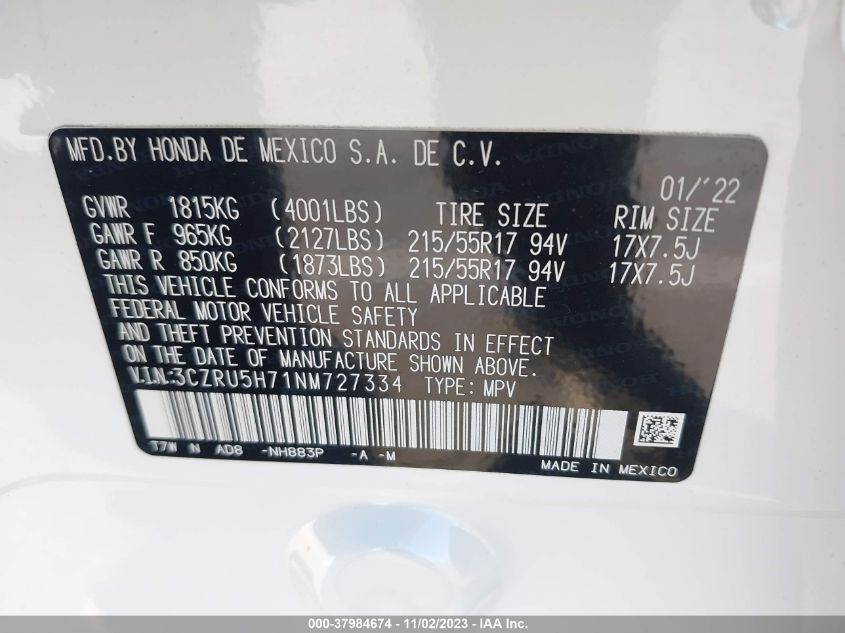 MFD.BY HONDA DE MEXICO S.A. DE C.V.
01/'22
GVWR 1815KG (4001LBS) TIRE SIZE RIM SIZE
GAWR F 965KG (2127LBS) 215/55R17 94V 17X7.5J
GAWR R 850KG (1873LBS) 215/55R17 94V 17X7.5J
THIS VEHICLE CONFORMS TO ALL APPLICABLE
FEDERAL MOTOR VEHICLE SAFETY
AND THEFT PREVENTION STANDARDS IN EFFECT
ON THE DATE OF MANUFACTURE SHOWN ABOVE.
V.I.N:3CZRU5H71NM727334 TYPE: MPV
T7W N AD8 -NH883P -A -M
MADE IN MEXICO
000-37984674 - 11/02/2023 - IAA Inc.